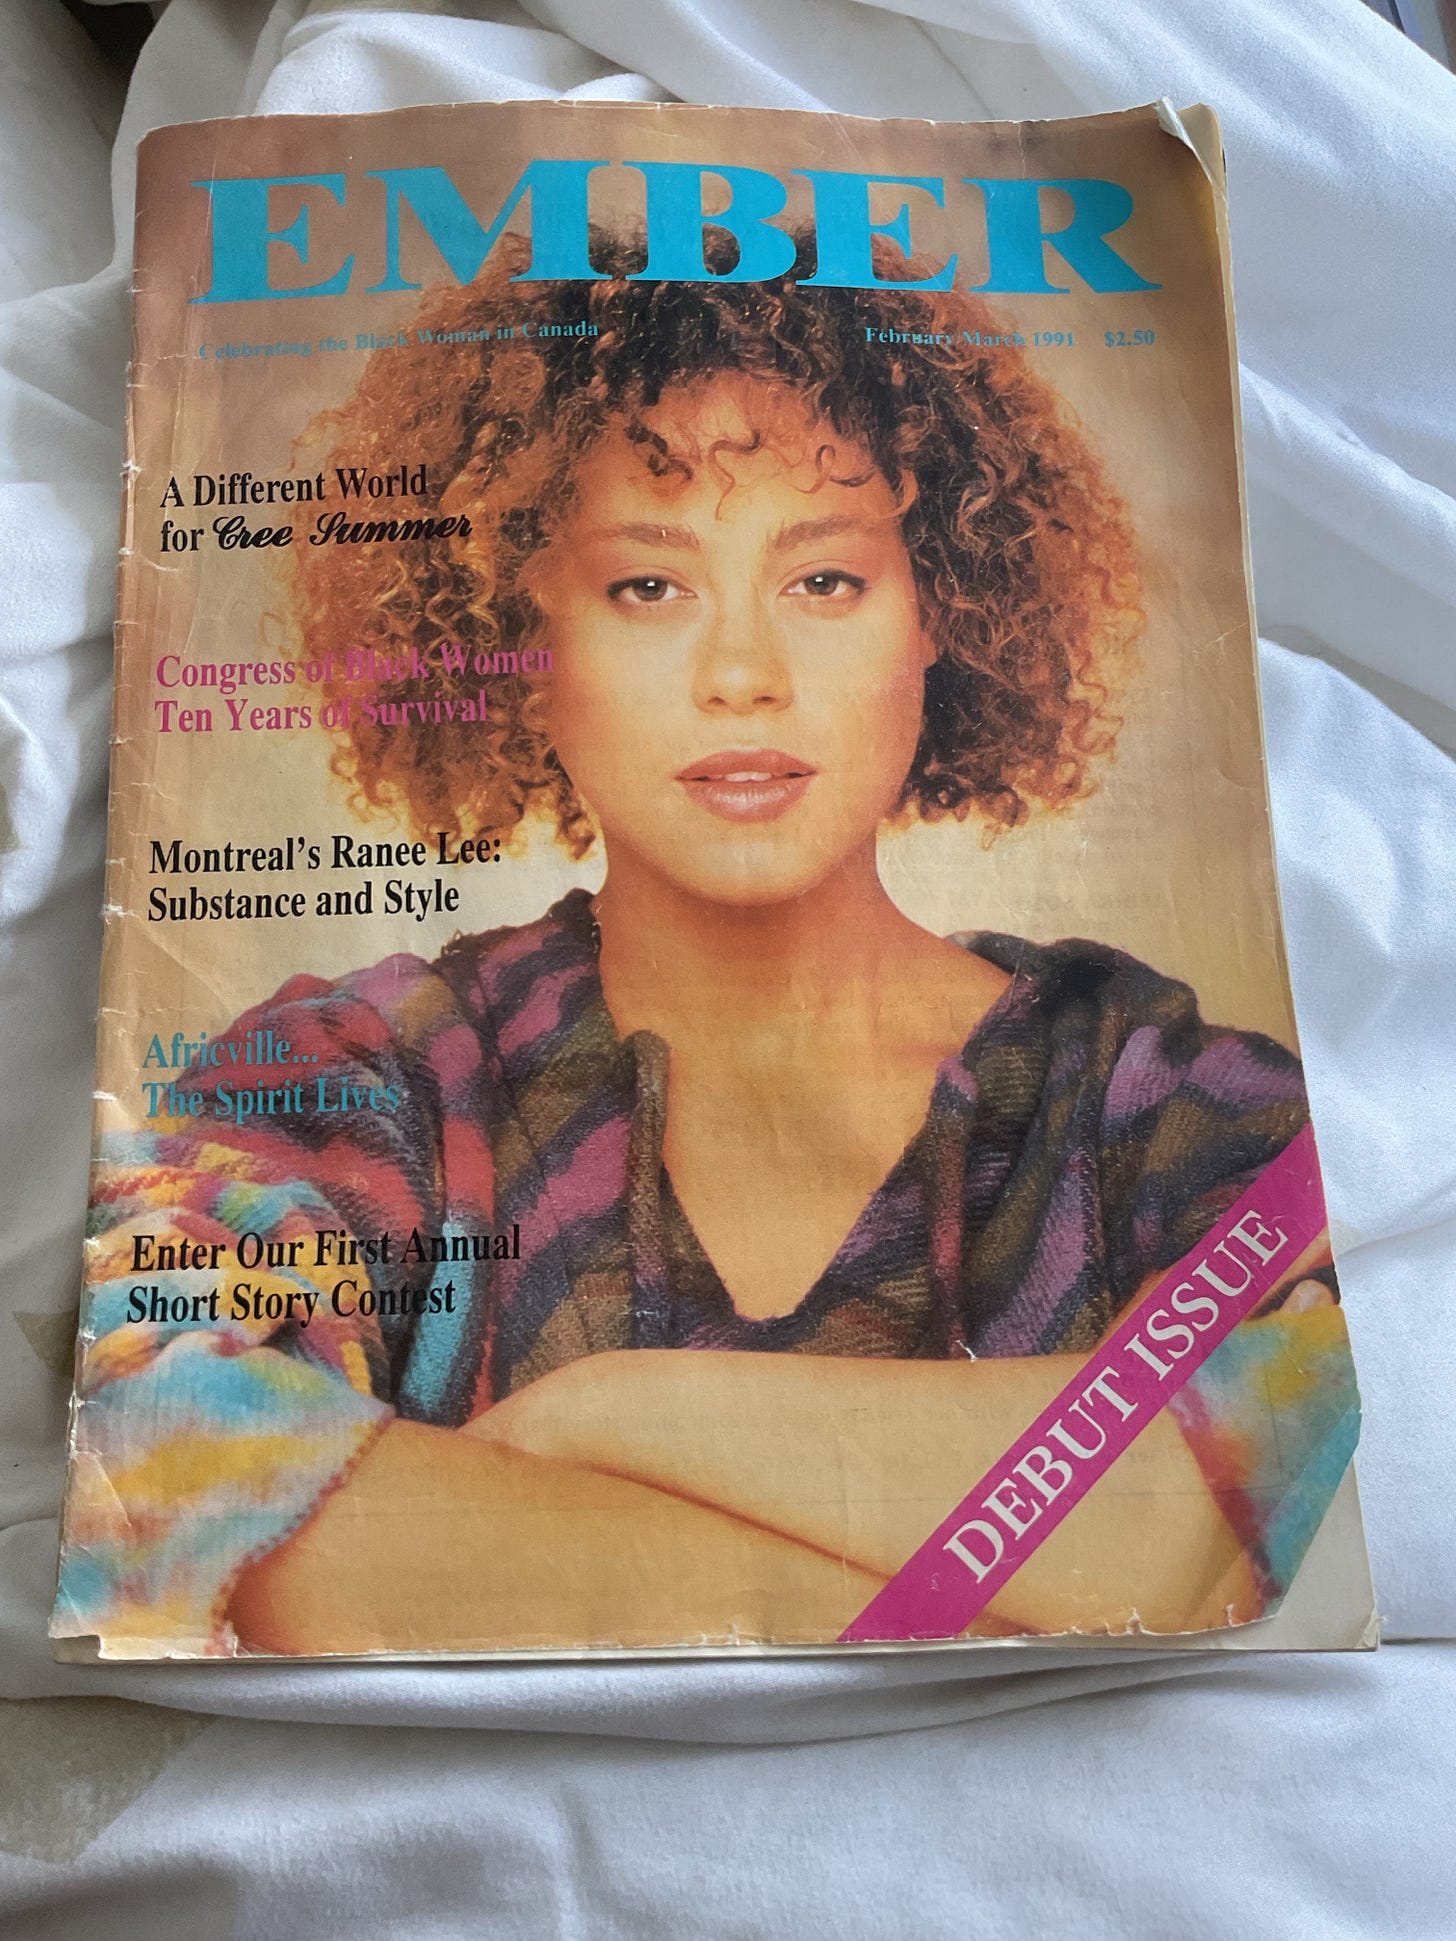 EMBER
Celebrating the Black Woman in Canada
February/March 1991 $2.50
A Different World
for Cree Summer
Congress of Black Women
Ten Years of Survival
Montreal's Ranee Lee:
Substance and Style
Africville...
The Spirit Lives
Enter Our First Annual
Short Story Contest
DEBUT ISSUE